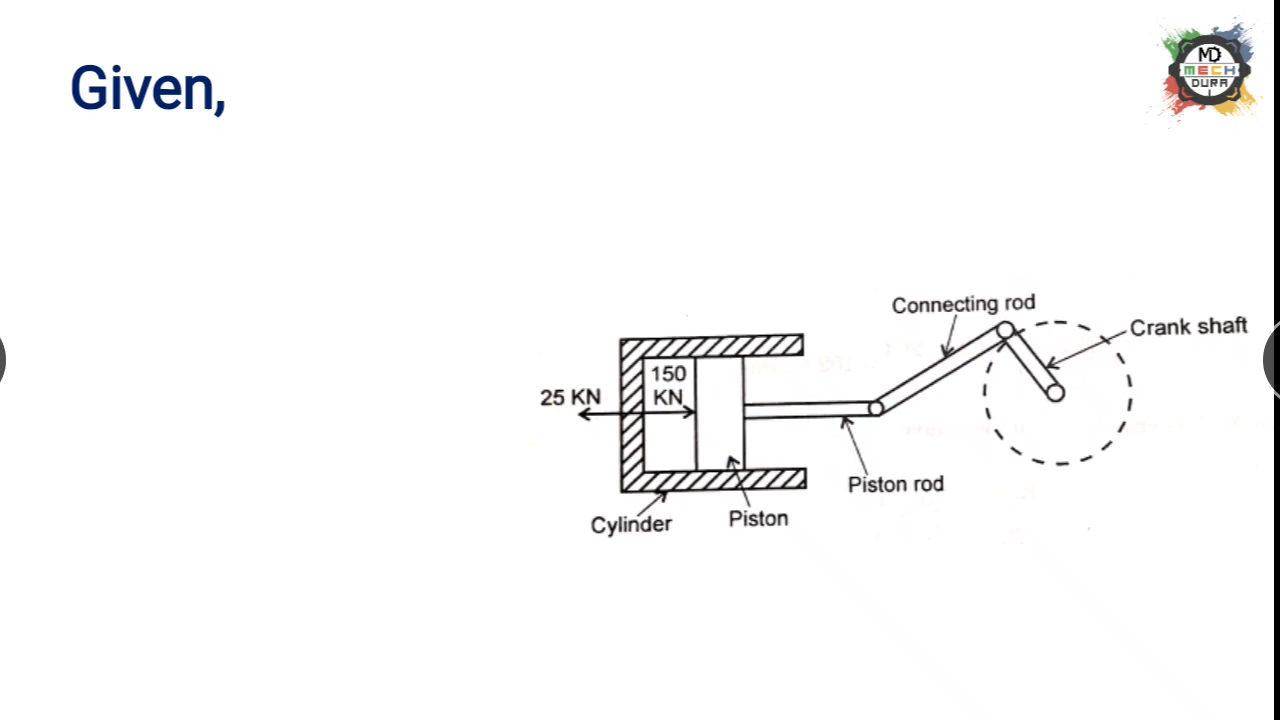 Given,
MD
MECH
DURA
Connecting rod
Crank shaft
150
25 KN
KN
Piston rod
Cylinder
Piston